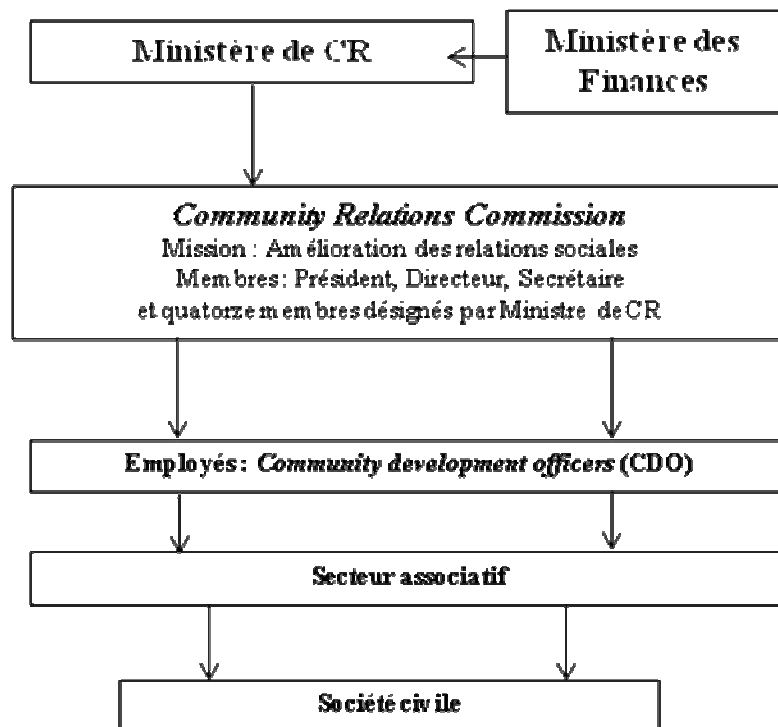 Ministère de CR
Ministère des
Finances
Community Relations Commission
Mission : Amélioration des relations sociales
Membres: Président, Directeur, Secrétaire
et quatorze membres désignés par Ministre de CR
Employés: Community development officers (CDO)
Secteur associatif
Société civile